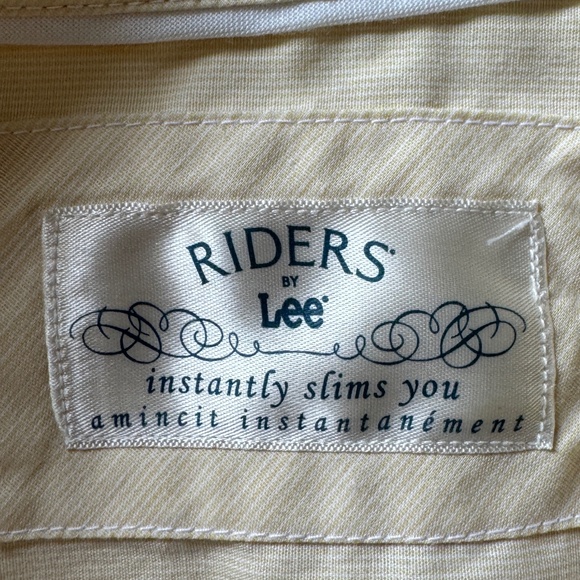 RIDERS®
BY
Lee®
instantly slims you
amincit instantanément